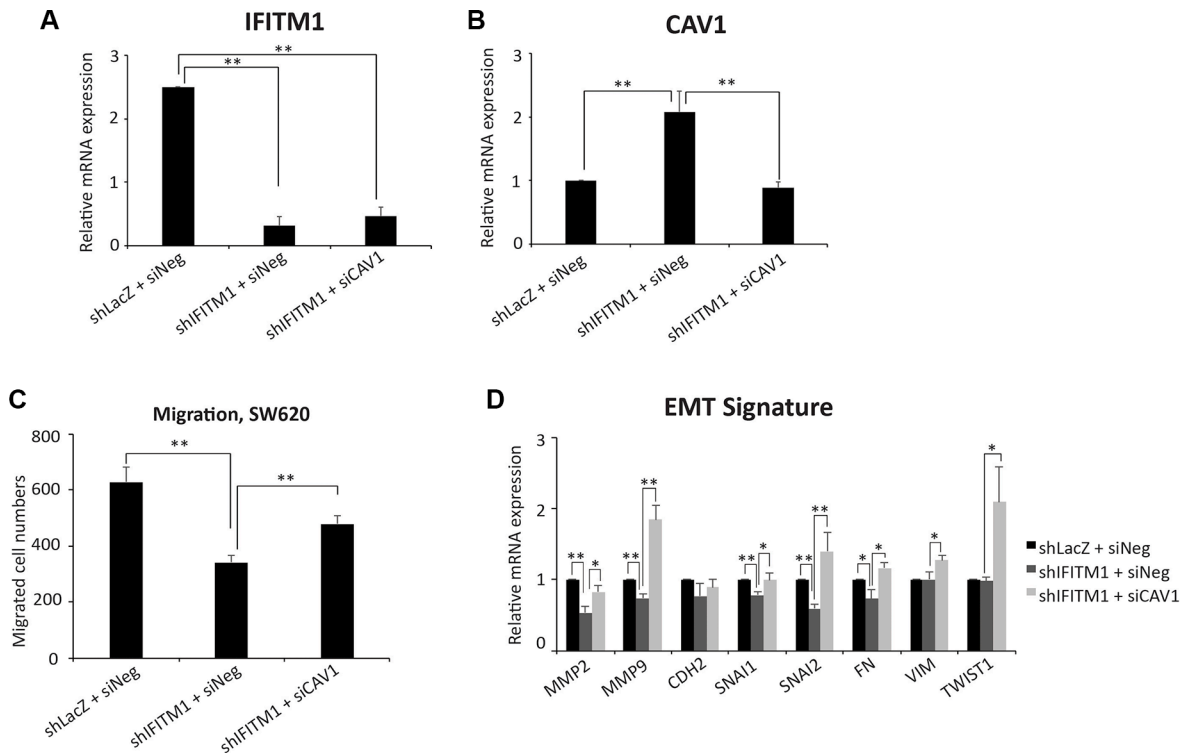 A
IFITM1
Relative mRNA expression
3
2
1
0
**
**
shLacZ + siNeg
shIFITM1 + siNeg
shIFITM1 + siCAV1
B
CAV1
Relative mRNA expression
3
2
1
0
**
**
shLacZ + siNeg
shIFITM1 + siNeg
shIFITM1 + siCAV1
C
Migration, SW620
Migrated cell numbers
800
600
400
200
0
**
**
shLacZ + siNeg
shIFITM1 + siNeg
shIFITM1 + siCAV1
D
EMT Signature
Relative mRNA expression
3
2
1
0
**
*
**
**
*
*
**
**
*
*
*
*
MMP2
MMP9
CDH2
SNAI1
SNAI2
FN
VIM
TWIST1
shLacZ + siNeg
shIFITM1 + siNeg
shIFITM1 + siCAV1